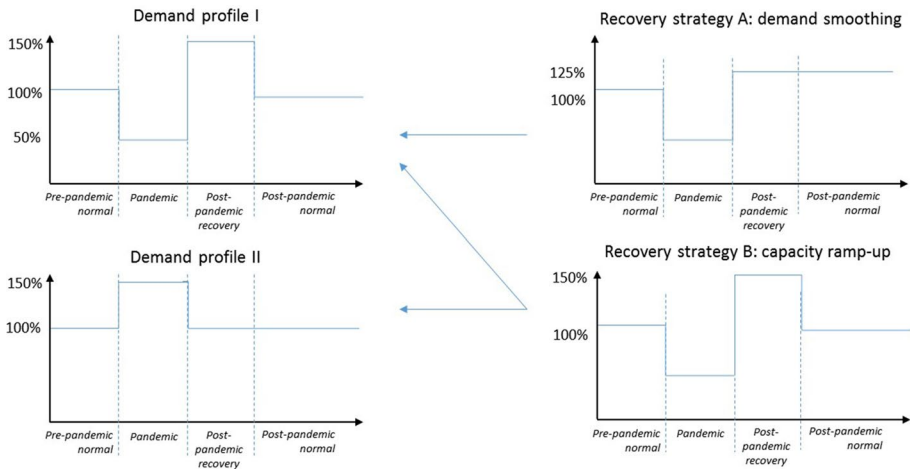 Demand profile I
150%
100%
50%
Pre-pandemic
normal
Pandemic
Post-
pandemic
recovery
Post-pandemic
normal
Recovery strategy A: demand smoothing
125%
100%
Pre-pandemic
normal
Pandemic
Post-
pandemic
recovery
Post-pandemic
normal
Demand profile II
150%
100%
Pre-pandemic
normal
Pandemic
Post-
pandemic
recovery
Post-pandemic
normal
Recovery strategy B: capacity ramp-up
150%
100%
Pre-pandemic
normal
Pandemic
Post-
pandemic
recovery
Post-pandemic
normal